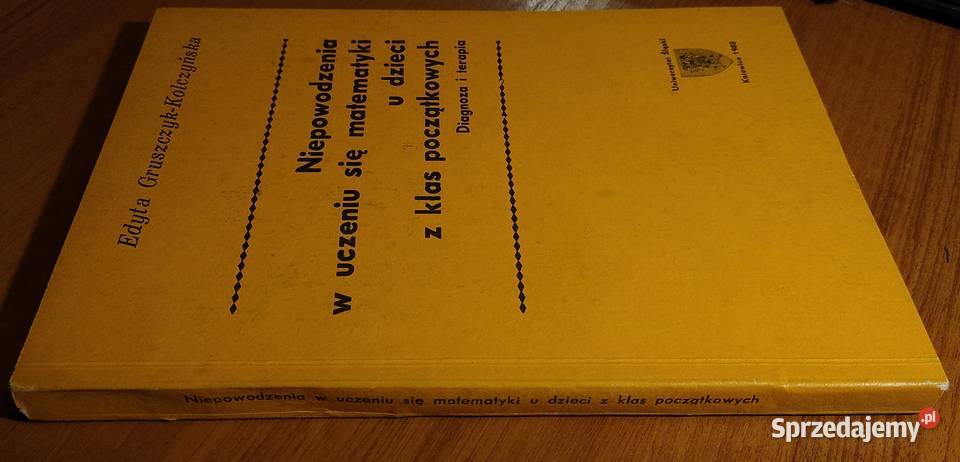 Edyta Gruszczyk-Kolczyńska
Niepowodzenia
w uczeniu się matematyki
u dzieci
z klas początkowych
Diagnoza i terapia
Uniwersytet Śląski
Katowice 1985
Niepowodzenia w uczeniu się matematyki u dzieci z klas początkowych
Sprzedajemy.pl